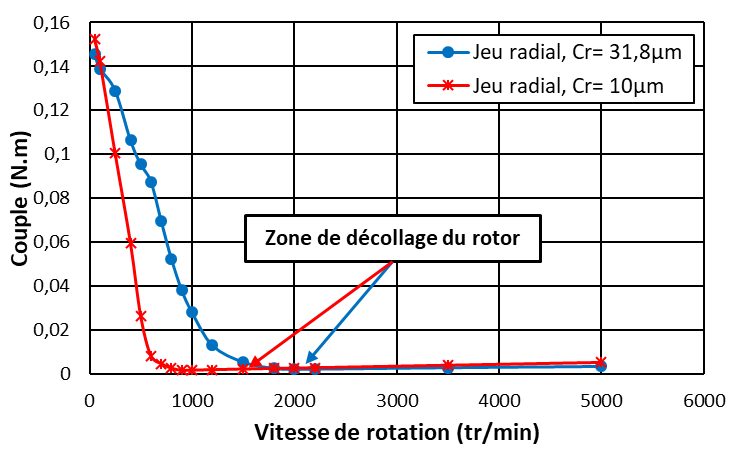 0,16
0,14
0,12
0,1
0,08
0,06
0,04
0,02
0
Couple (N.m)
Jeu radial, Cr= 31,8µm
Jeu radial, Cr= 10µm
Zone de décollage du rotor
0 1000 2000 3000 4000 5000 6000
Vitesse de rotation (tr/min)